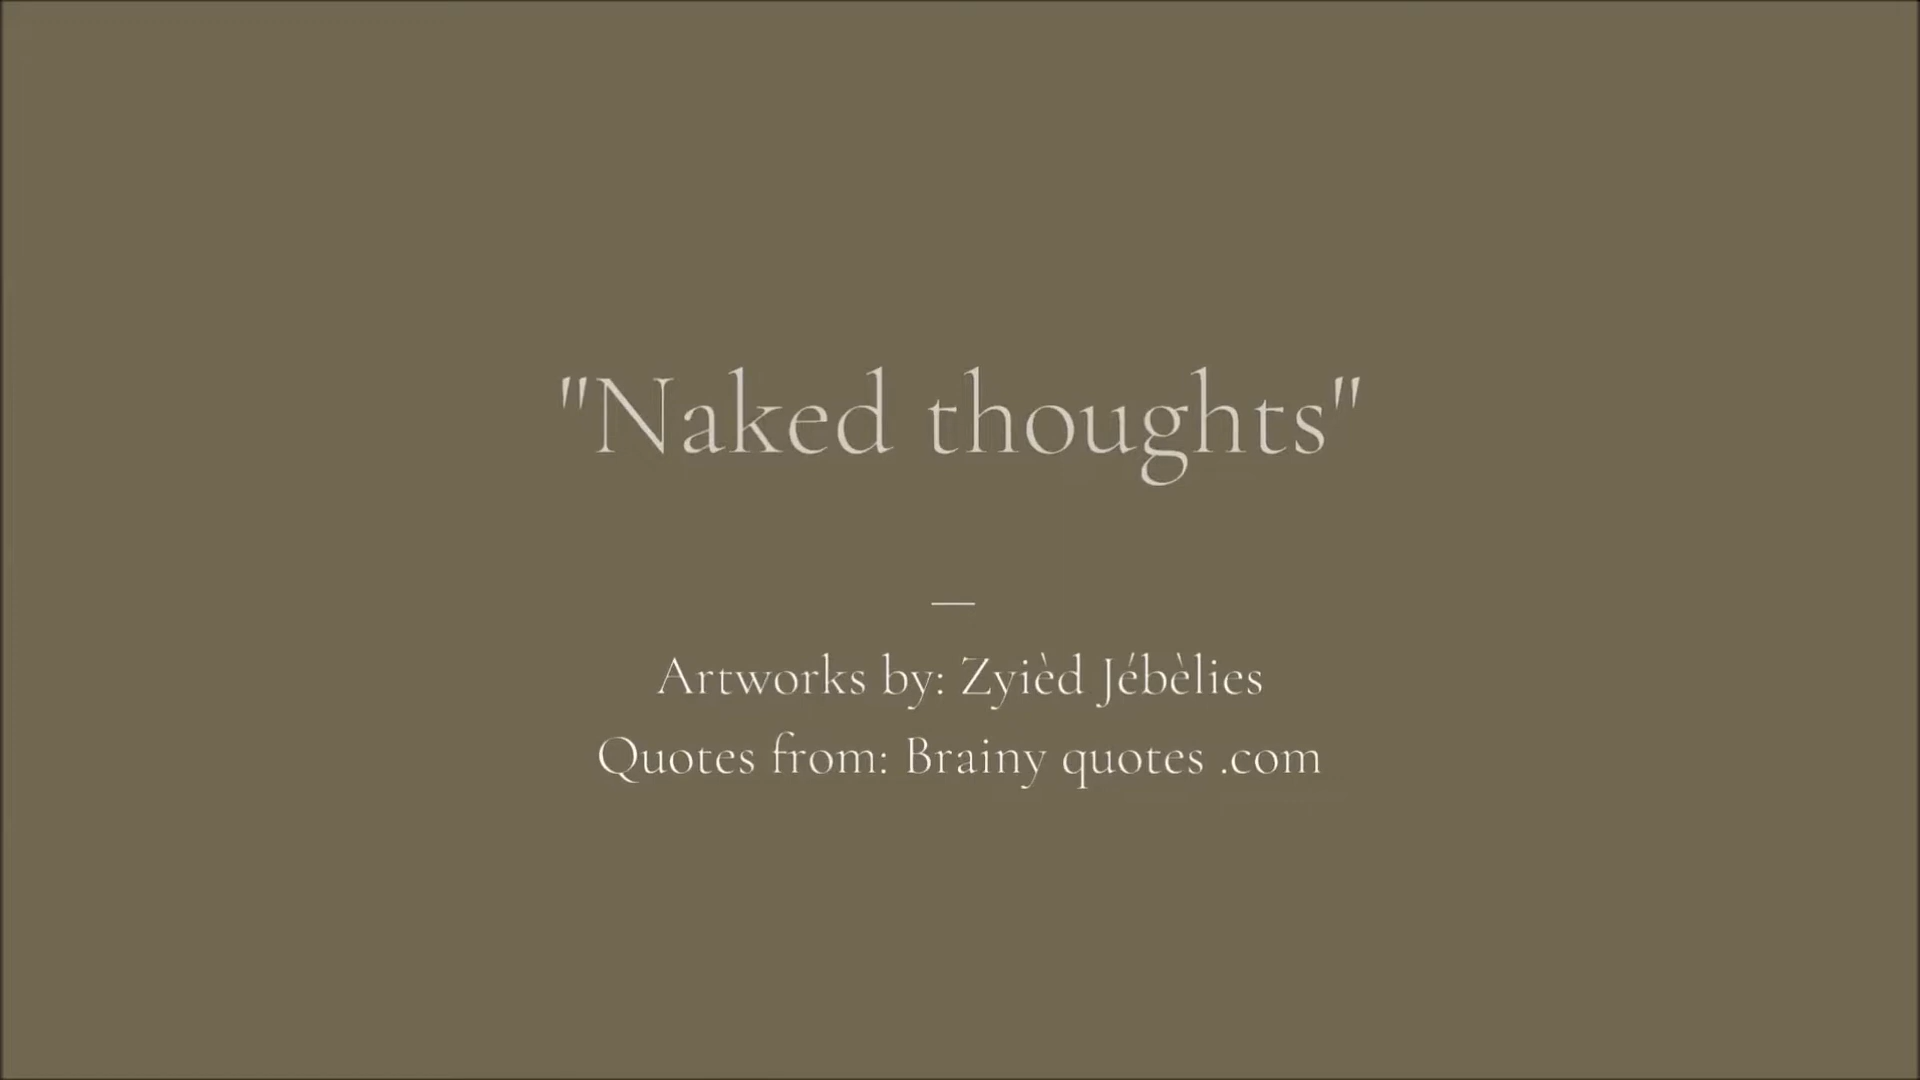 "Naked thoughts"
—
Artworks by: Zyièd Jébèlies
Quotes from: Brainy quotes .com